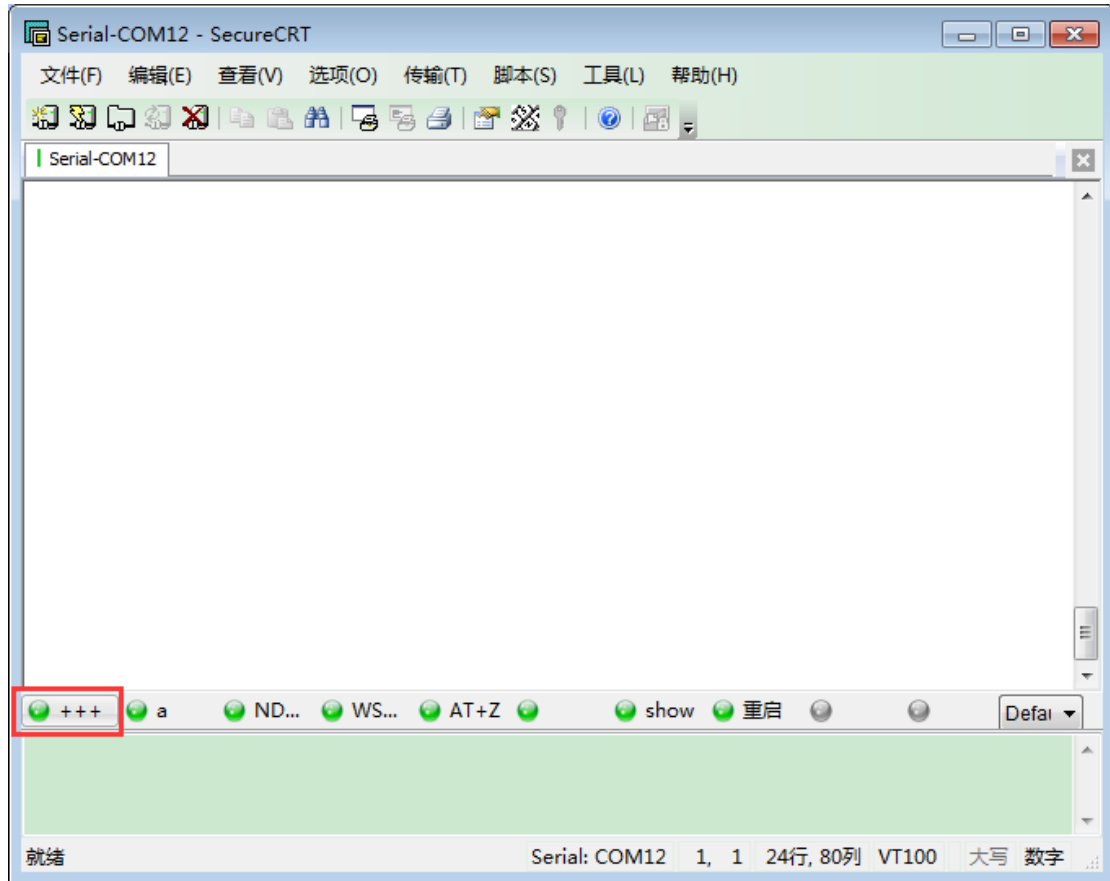 Serial-COM12 - SecureCRT
文件(F) 编辑(E) 查看(V) 选项(O) 传输(T) 脚本(S) 工具(L) 帮助(H)
Serial-COM12
+++ a ND... WS... AT+Z show 重启 Defau
就绪 Serial: COM12 1, 1 24行, 80列 VT100 大写 数字